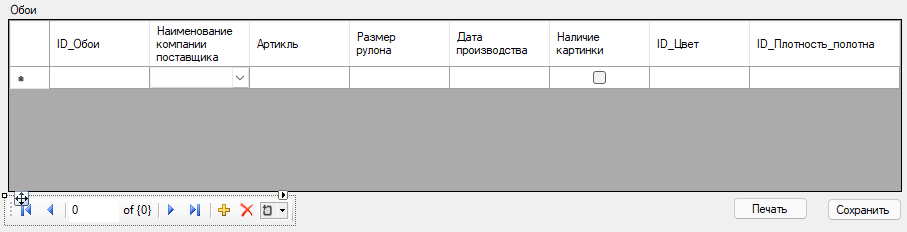 Обои
ID_Обои
Наименование
компании
поставщика
Артикль
Размер
рулона
Дата
производства
Наличие
картинки
ID_Цвет
ID_Плотность_полотна
0
of {0}
Печать
Сохранить